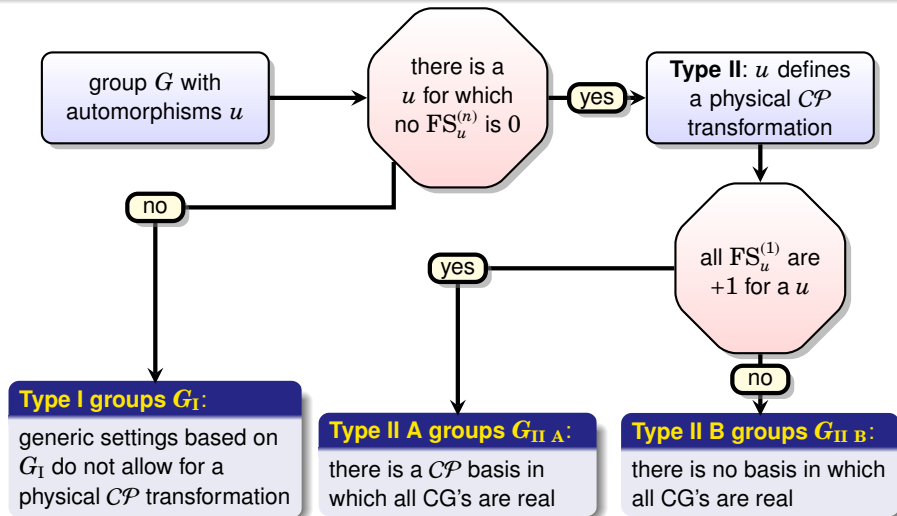 group G with
automorphisms u
there is a
u for which
no FS_u^(n) is 0
yes
Type II: u defines
a physical CP
transformation
no
all FS_u^(1) are
+1 for a u
yes
no
Type I groups G_I:
generic settings based on
G_I do not allow for a
physical CP transformation
Type II A groups G_II A:
there is a CP basis in
which all CG's are real
Type II B groups G_II B:
there is no basis in which
all CG's are real